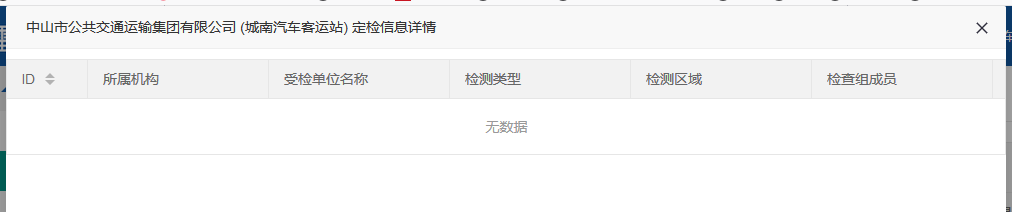 中山市公共交通运输集团有限公司 (城南汽车客运站) 定检信息详情
ID 所属机构 受检单位名称 检测类型 检测区域 检查组成员
无数据